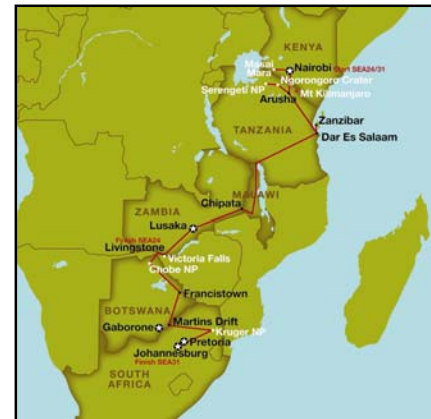 KENYA
Masai
Mara
Nairobi Start SEA24/31
Ngorongoro Crater
Serengeti NP
Mt Kilimanjaro
Arusha
Zanzibar
TANZANIA
Dar Es Salaam
Chipata
MALAWI
ZAMBIA
Lusaka
Finish SEA24
Livingstone
Victoria Falls
Chobe NP
Francistown
BOTSWANA
Martins Drift
Gaborone
Kruger NP
Pretoria
Johannesburg
Finish SEA31
SOUTH
AFRICA